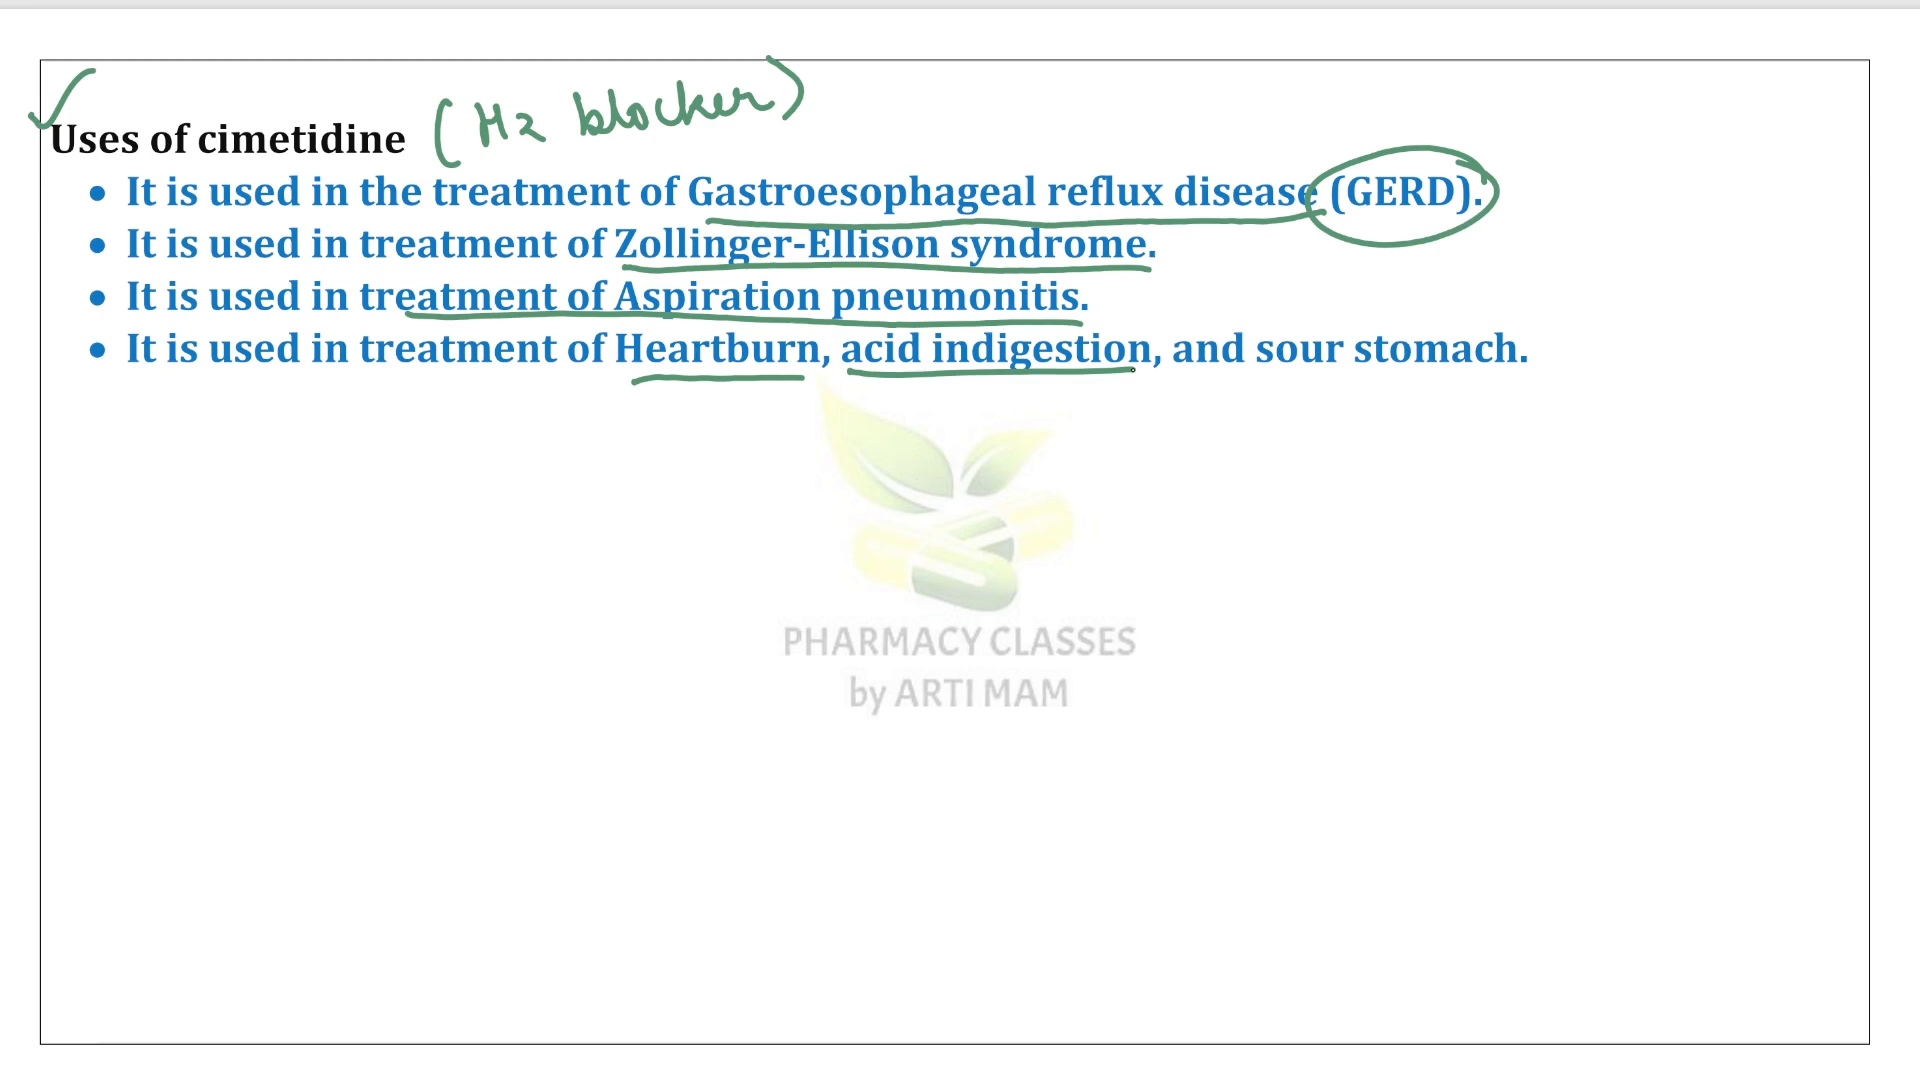 Uses of cimetidine (H2 blocker)
• It is used in the treatment of Gastroesophageal reflux disease (GERD).
• It is used in treatment of Zollinger-Ellison syndrome.
• It is used in treatment of Aspiration pneumonitis.
• It is used in treatment of Heartburn, acid indigestion, and sour stomach.
PHARMACY CLASSES
by ARTI MAM